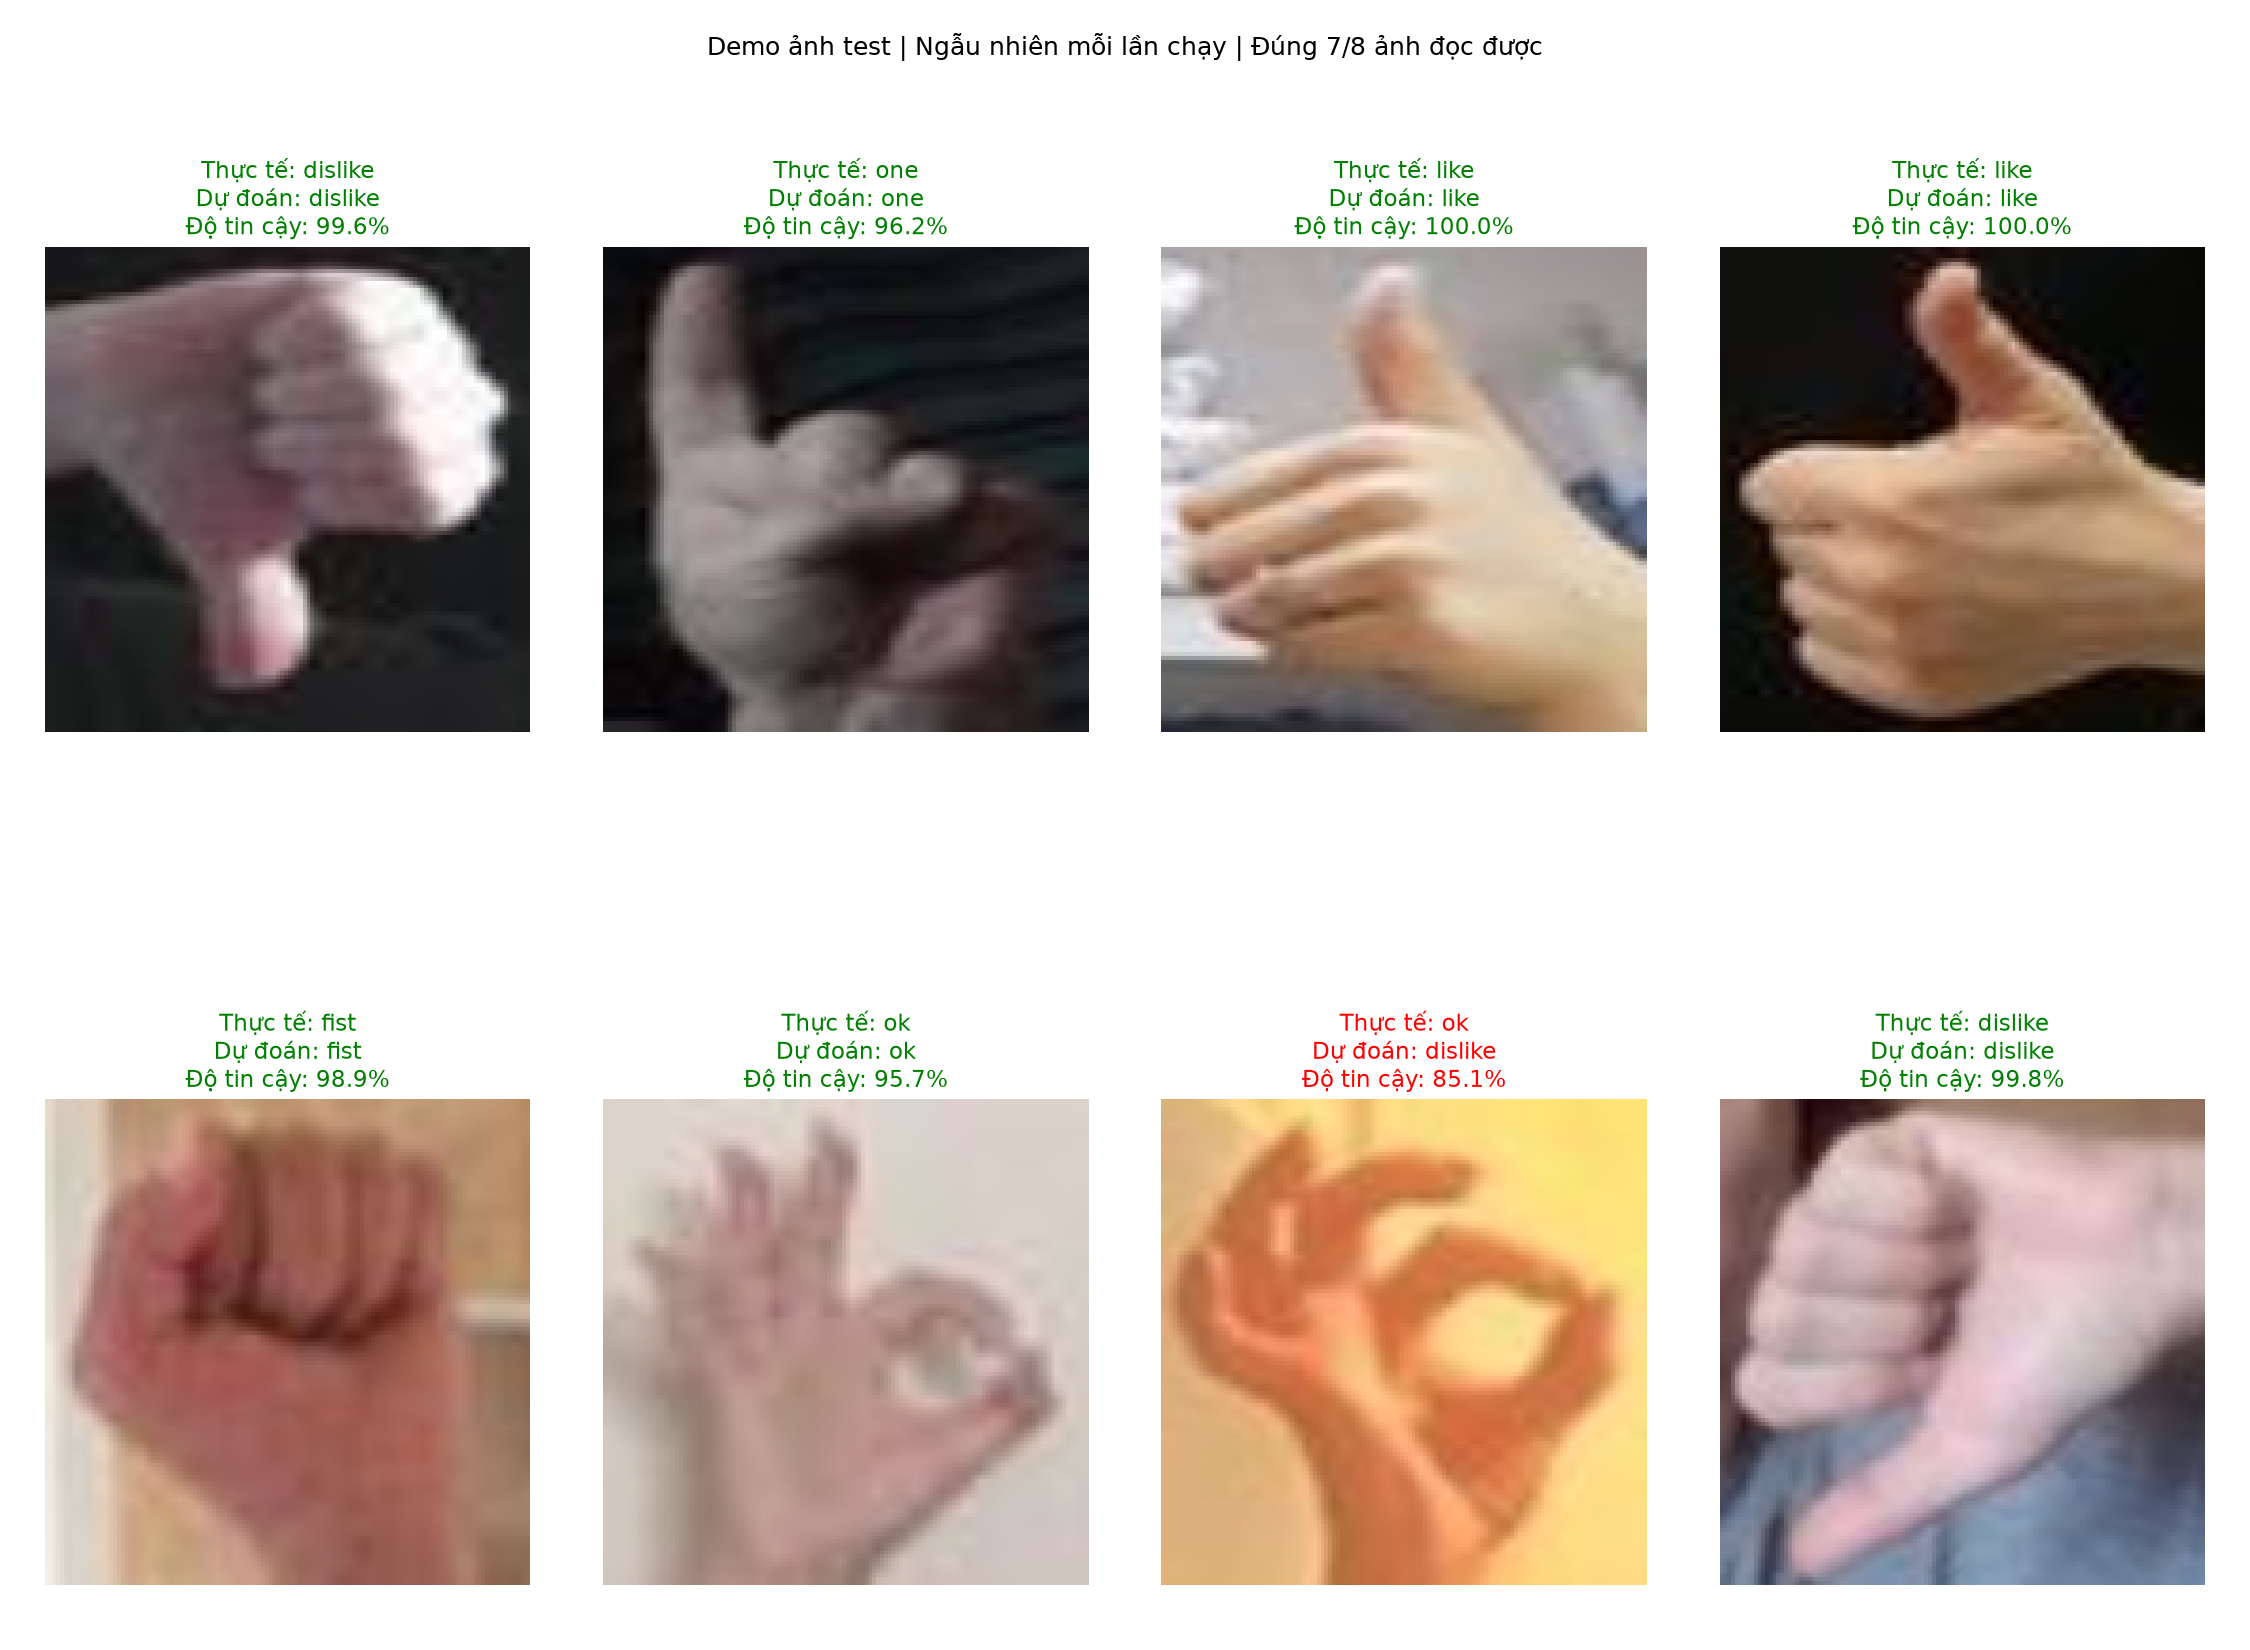 Demo ảnh test | Ngẫu nhiên mỗi lần chạy | Đúng 7/8 ảnh đọc được
Thực tế: dislike
Dự đoán: dislike
Độ tin cậy: 99.6%
Thực tế: one
Dự đoán: one
Độ tin cậy: 96.2%
Thực tế: like
Dự đoán: like
Độ tin cậy: 100.0%
Thực tế: like
Dự đoán: like
Độ tin cậy: 100.0%
Thực tế: fist
Dự đoán: fist
Độ tin cậy: 98.9%
Thực tế: ok
Dự đoán: ok
Độ tin cậy: 95.7%
Thực tế: ok
Dự đoán: dislike
Độ tin cậy: 85.1%
Thực tế: dislike
Dự đoán: dislike
Độ tin cậy: 99.8%